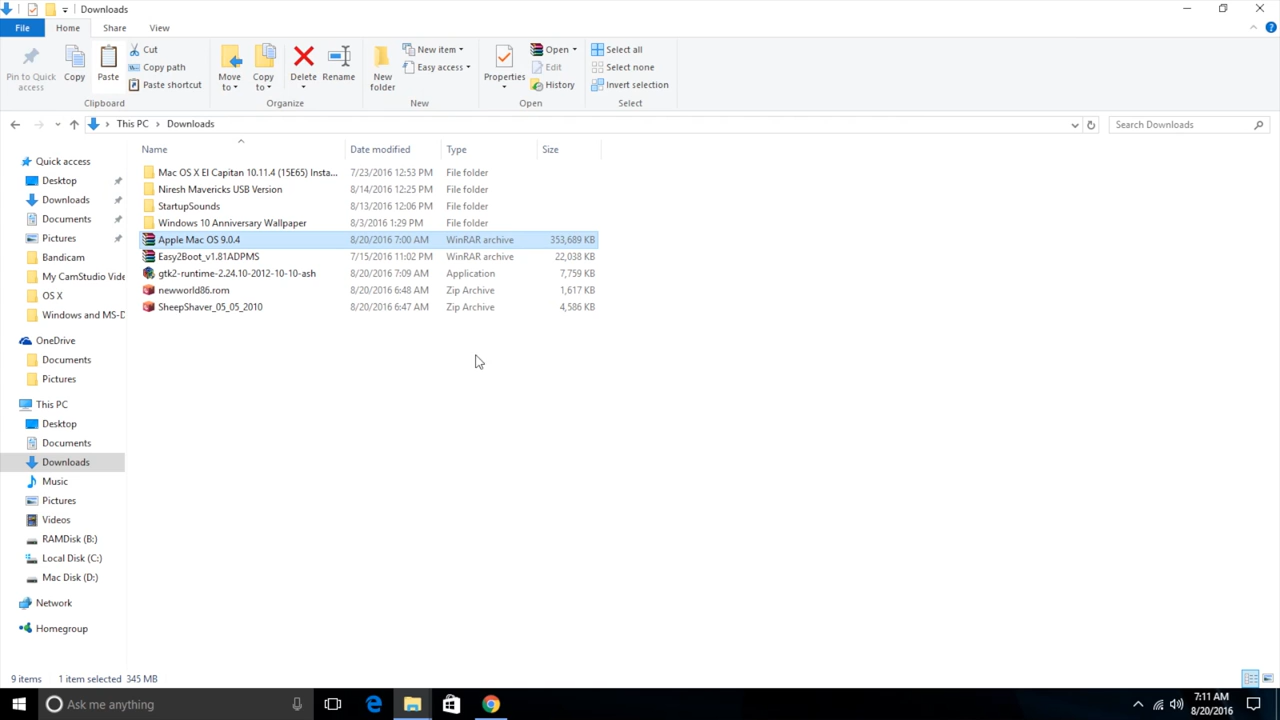 Downloads
File Home Share View
Pin to Quick access
Copy
Paste
Cut
Copy path
Paste shortcut
Clipboard
Move to
Copy to
Delete
Rename
Organize
New folder
New item
Easy access
New
Properties
Open
Edit
History
Open
Select all
Select none
Invert selection
Select
This PC > Downloads
Search Downloads
Name Date modified Type Size
Mac OS X El Capitan 10.11.4 (15E65) Insta... 7/23/2016 12:53 PM File folder
Niresh Mavericks USB Version 8/14/2016 12:25 PM File folder
StartupSounds 8/13/2016 12:06 PM File folder
Windows 10 Anniversary Wallpaper 8/3/2016 1:29 PM File folder
Apple Mac OS 9.0.4 8/20/2016 7:00 AM WinRAR archive 353,689 KB
Easy2Boot_v1.81ADPMS 7/15/2016 11:02 PM WinRAR archive 22,038 KB
gtk2-runtime-2.24.10-2012-10-10-ash 8/20/2016 7:09 AM Application 7,759 KB
newworld86.rom 8/20/2016 6:48 AM Zip Archive 1,617 KB
SheepShaver_05_05_2010 8/20/2016 6:47 AM Zip Archive 4,586 KB
Quick access
Desktop
Downloads
Documents
Pictures
Bandicam
My CamStudio Vide
OS X
Windows and MS-D
OneDrive
Documents
Pictures
This PC
Desktop
Documents
Downloads
Music
Pictures
Videos
RAMDisk (B:)
Local Disk (C:)
Mac Disk (D:)
Network
Homegroup
9 items 1 item selected 345 MB
Ask me anything
7:11 AM
8/20/2016